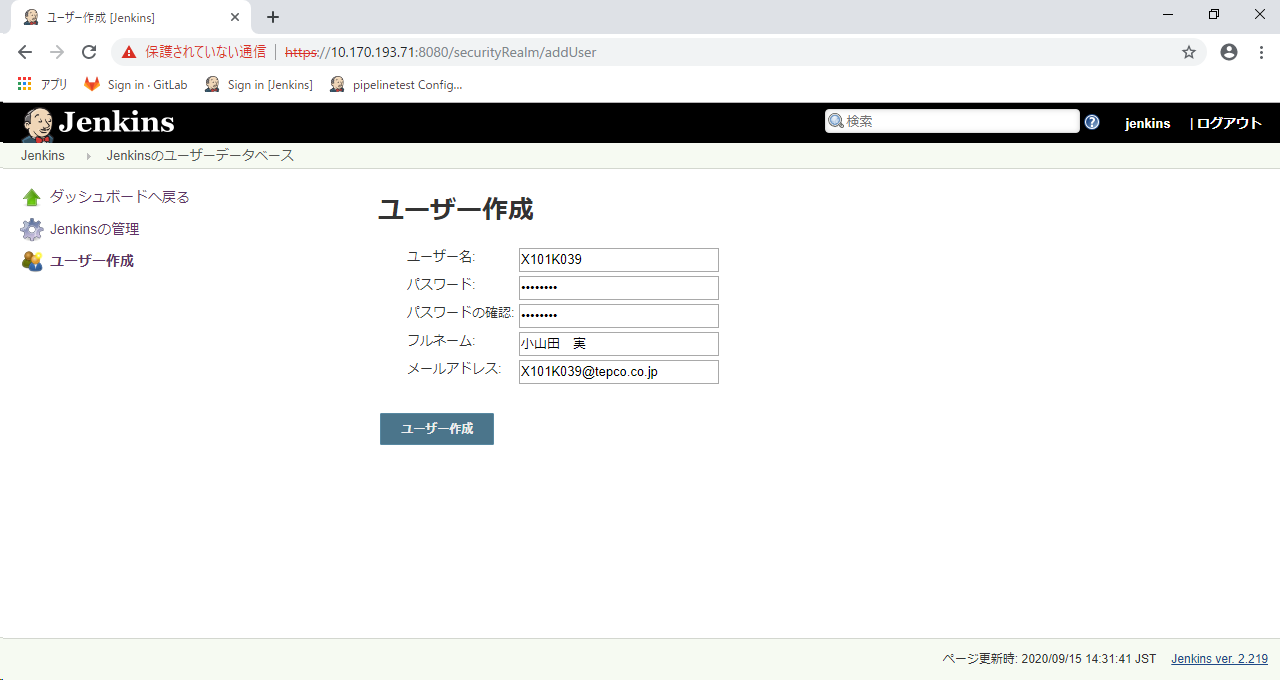 ユーザー作成 [Jenkins]
保護されていない通信 | https://10.170.193.71:8080/securityRealm/addUser
アプリ Sign in · GitLab Sign in [Jenkins] pipelinetest Config...
Jenkins 検索 jenkins | ログアウト
Jenkins Jenkinsのユーザーデータベース
ダッシュボードへ戻る
Jenkinsの管理
ユーザー作成
ユーザー作成
ユーザー名: X101K039
パスワード: ••••••••
パスワードの確認: ••••••••
フルネーム: 小山田　実
メールアドレス: X101K039@tepco.co.jp
ユーザー作成
ページ更新時: 2020/09/15 14:31:41 JST Jenkins ver. 2.219